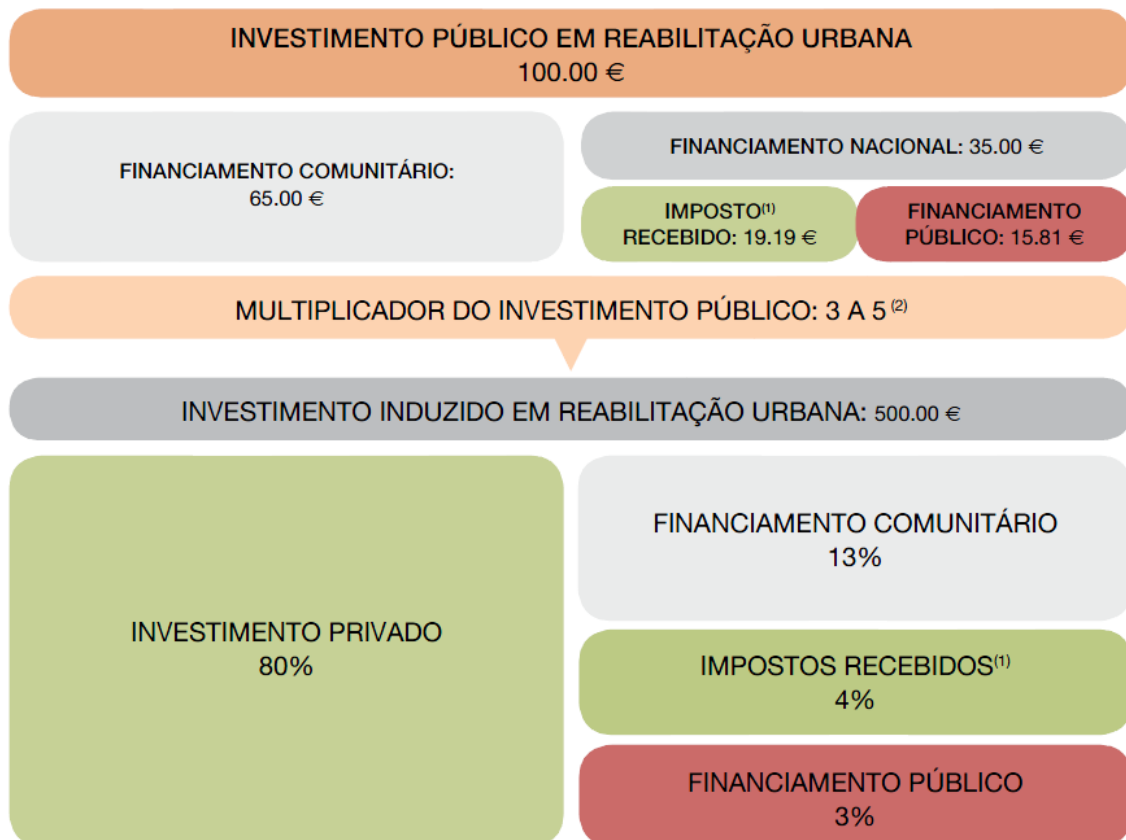 INVESTIMENTO PÚBLICO EM REABILITAÇÃO URBANA
100.00 €
FINANCIAMENTO COMUNITÁRIO:
65.00 €
FINANCIAMENTO NACIONAL: 35.00 €
IMPOSTO(1)
RECEBIDO: 19.19 €
FINANCIAMENTO
PÚBLICO: 15.81 €
MULTIPLICADOR DO INVESTIMENTO PÚBLICO: 3 A 5 (2)
INVESTIMENTO INDUZIDO EM REABILITAÇÃO URBANA: 500.00 €
INVESTIMENTO PRIVADO
80%
FINANCIAMENTO COMUNITÁRIO
13%
IMPOSTOS RECEBIDOS(1)
4%
FINANCIAMENTO PÚBLICO
3%